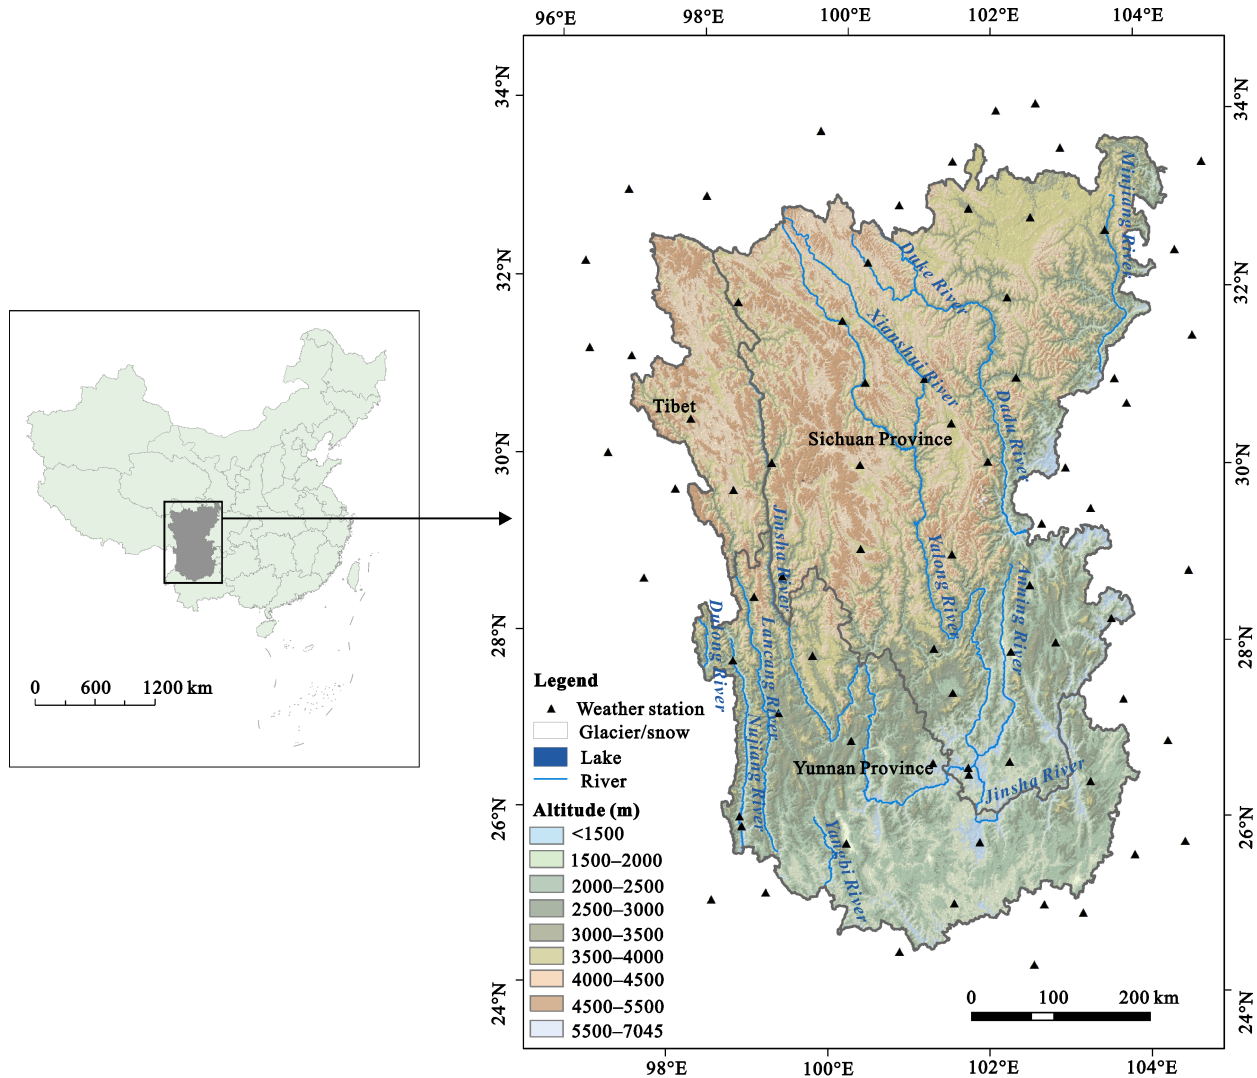 96°E
98°E
100°E
102°E
104°E
34°N
34°N
32°N
32°N
30°N
30°N
28°N
28°N
26°N
26°N
24°N
24°N
Minjiang River
Duke River
Xianshui River
Dadu River
Tibet
Sichuan Province
Jinsha River
Yalong River
Anning River
Dulong River
Lancang River
Nujiang River
Yunnan Province
Jinsha River
Yangbi River
0 600 1200 km
Legend
Weather station
Glacier/snow
Lake
River
Altitude (m)
<1500
1500–2000
2000–2500
2500–3000
3000–3500
3500–4000
4000–4500
4500–5500
5500–7045
0 100 200 km
98°E
100°E
102°E
104°E